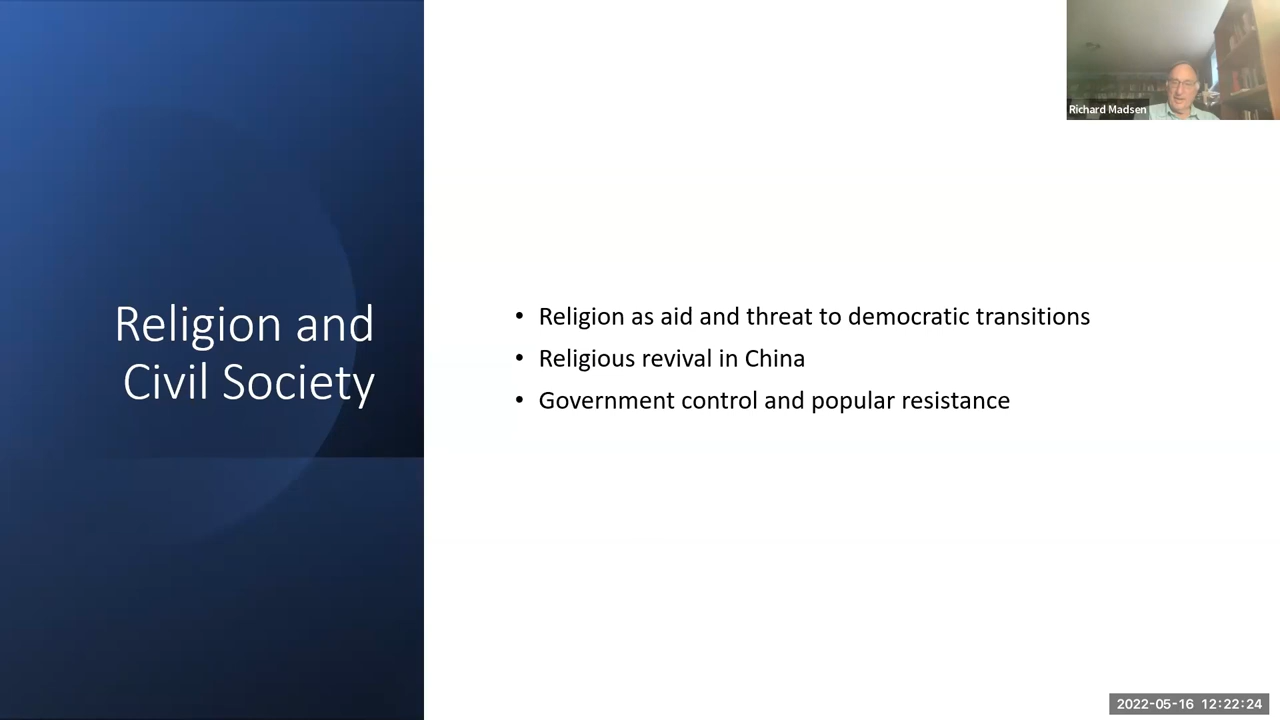 Richard Madsen
Religion and
Civil Society
• Religion as aid and threat to democratic transitions
• Religious revival in China
• Government control and popular resistance
2022-05-16 12:22:24